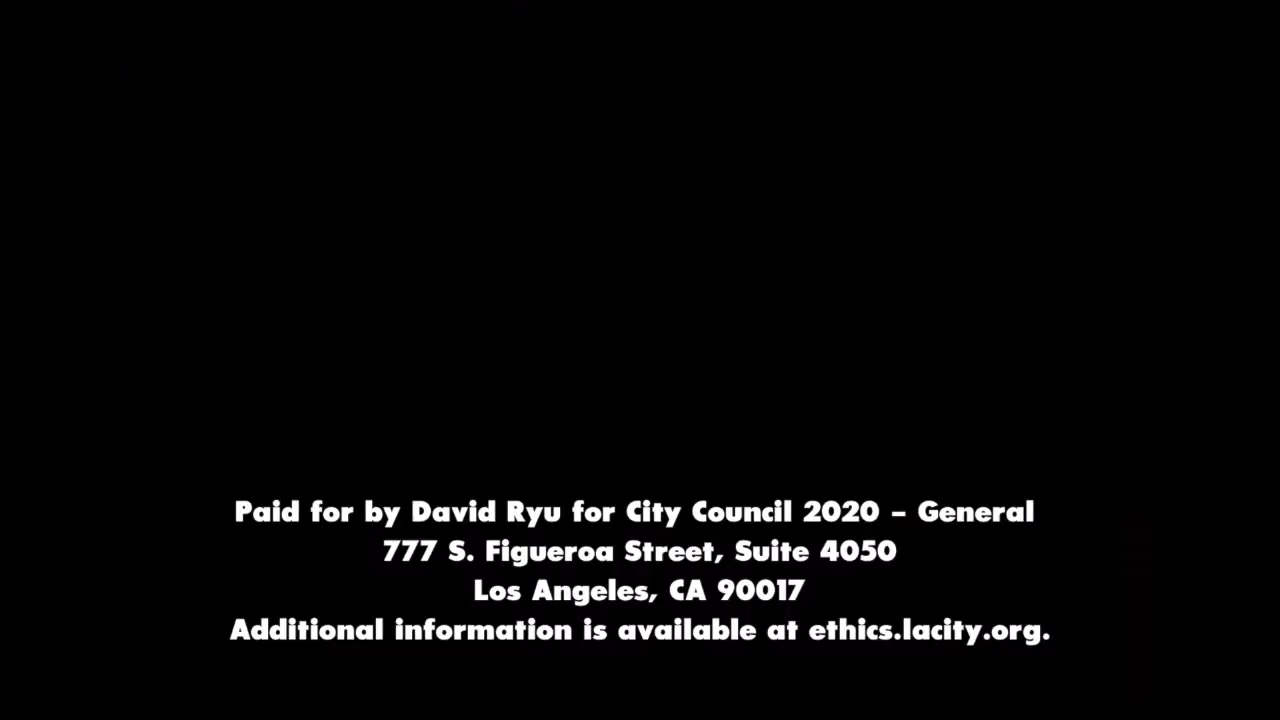 Paid for by David Ryu for City Council 2020 – General
777 S. Figueroa Street, Suite 4050
Los Angeles, CA 90017
Additional information is available at ethics.lacity.org.